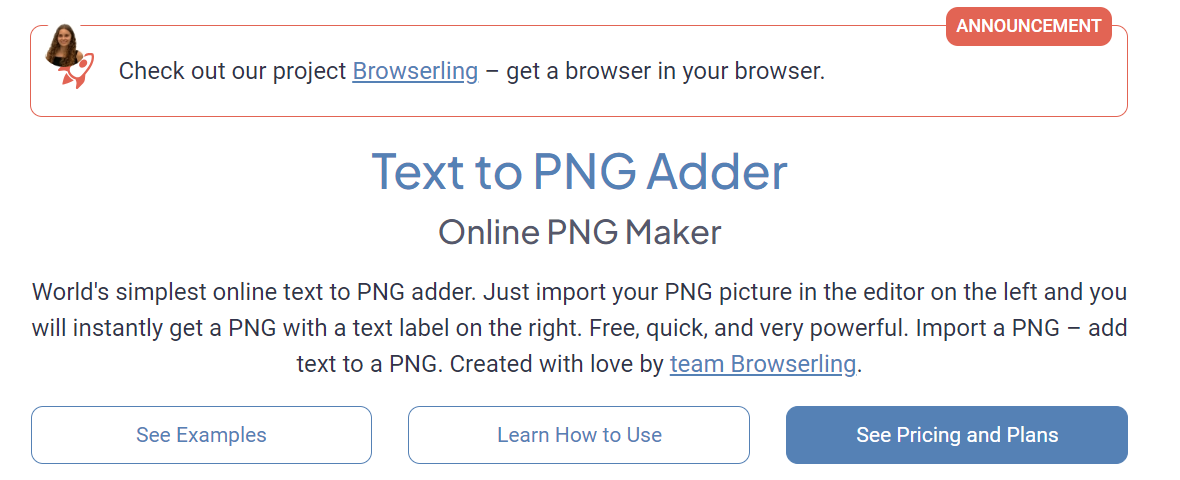 ANNOUNCEMENT
Check out our project Browserling – get a browser in your browser.
Text to PNG Adder
Online PNG Maker
World's simplest online text to PNG adder. Just import your PNG picture in the editor on the left and you
will instantly get a PNG with a text label on the right. Free, quick, and very powerful. Import a PNG – add
text to a PNG. Created with love by team Browserling.
See Examples
Learn How to Use
See Pricing and Plans